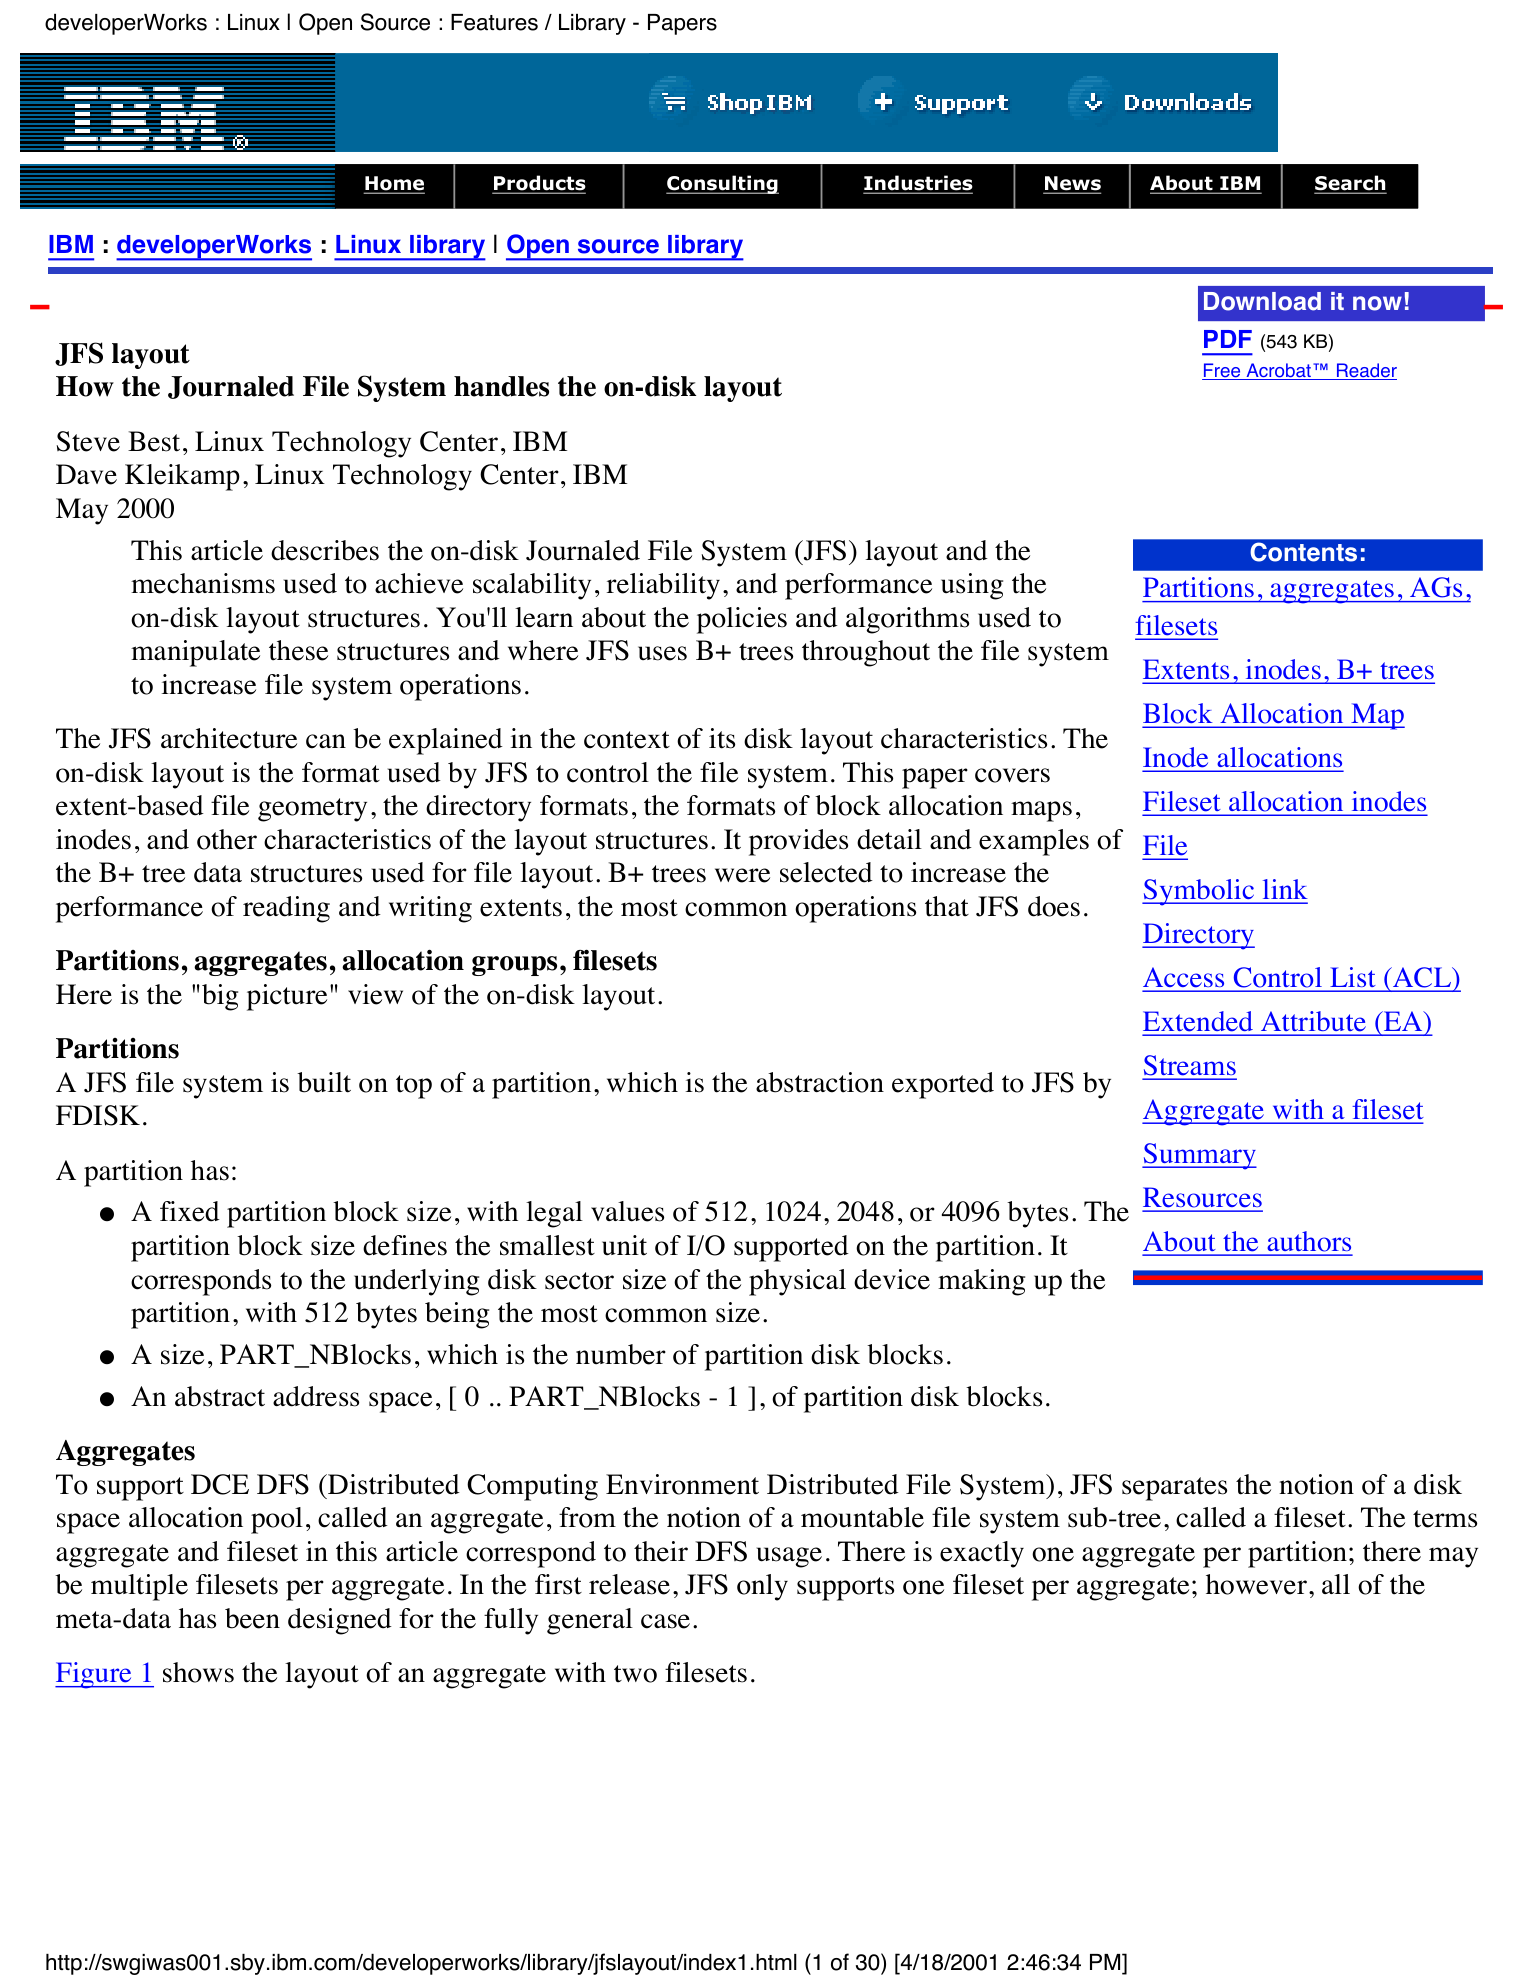 developerWorks : Linux | Open Source : Features / Library - Papers
IBM®
Shop IBM
Support
Downloads
Home
Products
Consulting
Industries
News
About IBM
Search
IBM : developerWorks : Linux library | Open source library
Download it now!
PDF (543 KB)
Free Acrobat™ Reader
JFS layout
How the Journaled File System handles the on-disk layout
Steve Best, Linux Technology Center, IBM
Dave Kleikamp, Linux Technology Center, IBM
May 2000
This article describes the on-disk Journaled File System (JFS) layout and the
mechanisms used to achieve scalability, reliability, and performance using the
on-disk layout structures. You'll learn about the policies and algorithms used to
manipulate these structures and where JFS uses B+ trees throughout the file system
to increase file system operations.
The JFS architecture can be explained in the context of its disk layout characteristics. The
on-disk layout is the format used by JFS to control the file system. This paper covers
extent-based file geometry, the directory formats, the formats of block allocation maps,
inodes, and other characteristics of the layout structures. It provides detail and examples of
the B+ tree data structures used for file layout. B+ trees were selected to increase the
performance of reading and writing extents, the most common operations that JFS does.
Partitions, aggregates, allocation groups, filesets
Here is the "big picture" view of the on-disk layout.
Partitions
A JFS file system is built on top of a partition, which is the abstraction exported to JFS by
FDISK.
A partition has:
● A fixed partition block size, with legal values of 512, 1024, 2048, or 4096 bytes. The
partition block size defines the smallest unit of I/O supported on the partition. It
corresponds to the underlying disk sector size of the physical device making up the
partition, with 512 bytes being the most common size.
● A size, PART_NBlocks, which is the number of partition disk blocks.
● An abstract address space, [ 0 .. PART_NBlocks - 1 ], of partition disk blocks.
Contents:
Partitions, aggregates, AGs,
filesets
Extents, inodes, B+ trees
Block Allocation Map
Inode allocations
Fileset allocation inodes
File
Symbolic link
Directory
Access Control List (ACL)
Extended Attribute (EA)
Streams
Aggregate with a fileset
Summary
Resources
About the authors
Aggregates
To support DCE DFS (Distributed Computing Environment Distributed File System), JFS separates the notion of a disk
space allocation pool, called an aggregate, from the notion of a mountable file system sub-tree, called a fileset. The terms
aggregate and fileset in this article correspond to their DFS usage. There is exactly one aggregate per partition; there may
be multiple filesets per aggregate. In the first release, JFS only supports one fileset per aggregate; however, all of the
meta-data has been designed for the fully general case.
Figure 1 shows the layout of an aggregate with two filesets.
http://swgiwas001.sby.ibm.com/developerworks/library/jfslayout/index1.html (1 of 30) [4/18/2001 2:46:34 PM]